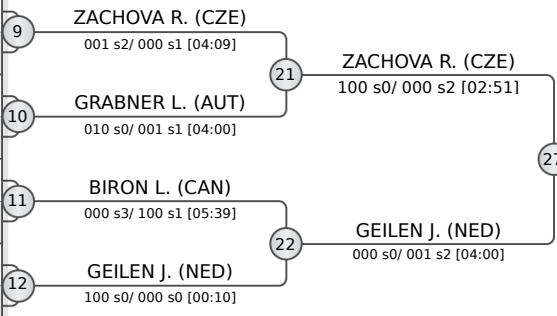 9
ZACHOVA R. (CZE)
001 s2/ 000 s1 [04:09]
21
ZACHOVA R. (CZE)
100 s0/ 000 s2 [02:51]
10
GRABNER L. (AUT)
010 s0/ 001 s1 [04:00]
27
11
BIRON L. (CAN)
000 s3/ 100 s1 [05:39]
22
GEILEN J. (NED)
000 s0/ 001 s2 [04:00]
12
GEILEN J. (NED)
100 s0/ 000 s0 [00:10]